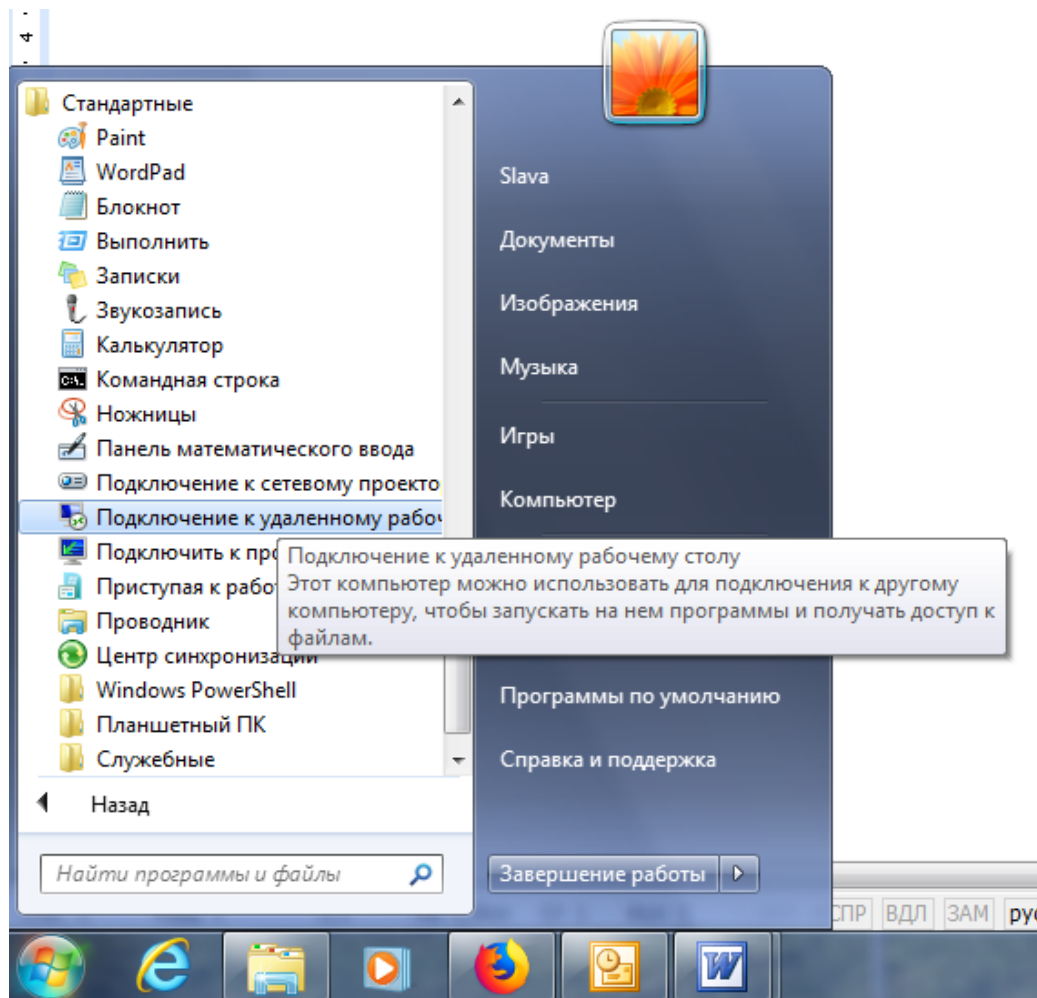 4
Стандартные
Paint
WordPad
Блокнот
Выполнить
Записки
Звукозапись
Калькулятор
C:\.
Командная строка
Ножницы
Панель математического ввода
Подключение к сетевому проекто
Подключение к удаленному рабоч
Подключить к про
Приступая к рабо
Проводник
Центр синхронизации
Windows PowerShell
Планшетный ПК
Служебные
Назад
Найти программы и файлы
Slava
Документы
Изображения
Музыка
Игры
Компьютер
Подключение к удаленному рабочему столу
Этот компьютер можно использовать для подключения к другому
компьютеру, чтобы запускать на нем программы и получать доступ к
файлам.
Программы по умолчанию
Справка и поддержка
Завершение работы
СПР ВДЛ ЗАМ рус
W